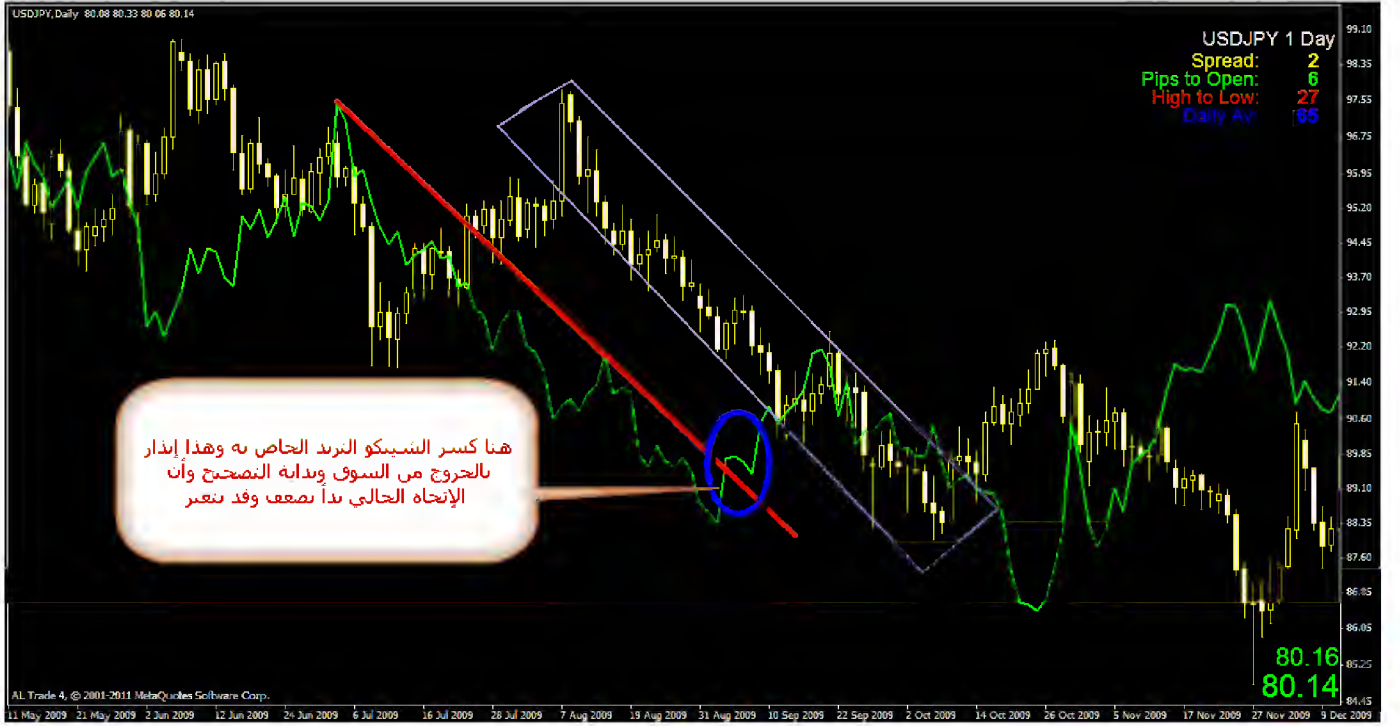 USDJPY,Daily 80.08 80.33 80.06 80.14
USDJPY 1 Day
Spread: 2
Pips to Open: 6
High to Low: 27
Daily Av: 65
99.10
98.35
97.55
96.75
95.95
95.20
94.45
93.70
92.95
92.20
91.40
90.60
89.85
89.10
88.35
87.60
86.85
86.05
85.25
84.45
هنا كسر الشينكو الترند الخاص به وهذا إنذار
بالخروج من السوق وبداية التصحيح وأن
الإتجاه الحالي بدأ يضعف وقد يتغير
80.16
80.14
AL Trade 4, © 2001-2011 MetaQuotes Software Corp.
11 May 2009 21 May 2009 2 Jun 2009 12 Jun 2009 24 Jun 2009 6 Jul 2009 16 Jul 2009 28 Jul 2009 7 Aug 2009 19 Aug 2009 31 Aug 2009 10 Sep 2009 22 Sep 2009 2 Oct 2009 14 Oct 2009 26 Oct 2009 5 Nov 2009 17 Nov 2009 27 Nov 2009 9 Dec 2009